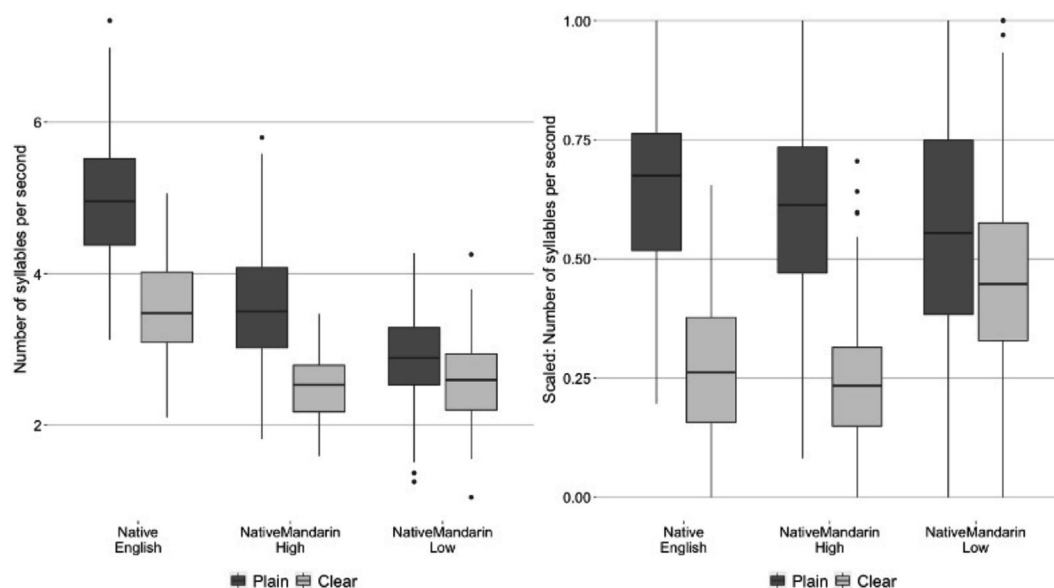 Number of syllables per second
6
4
2
Native
English
NativeMandarin
High
NativeMandarin
Low
Plain Clear
Scaled: Number of syllables per second
1.00
0.75
0.50
0.25
0.00
Native
English
NativeMandarin
High
NativeMandarin
Low
Plain Clear